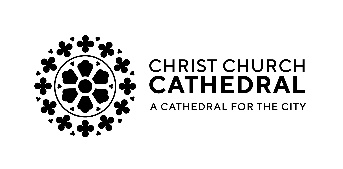 CHRIST CHURCH
CATHEDRAL
A CATHEDRAL FOR THE CITY